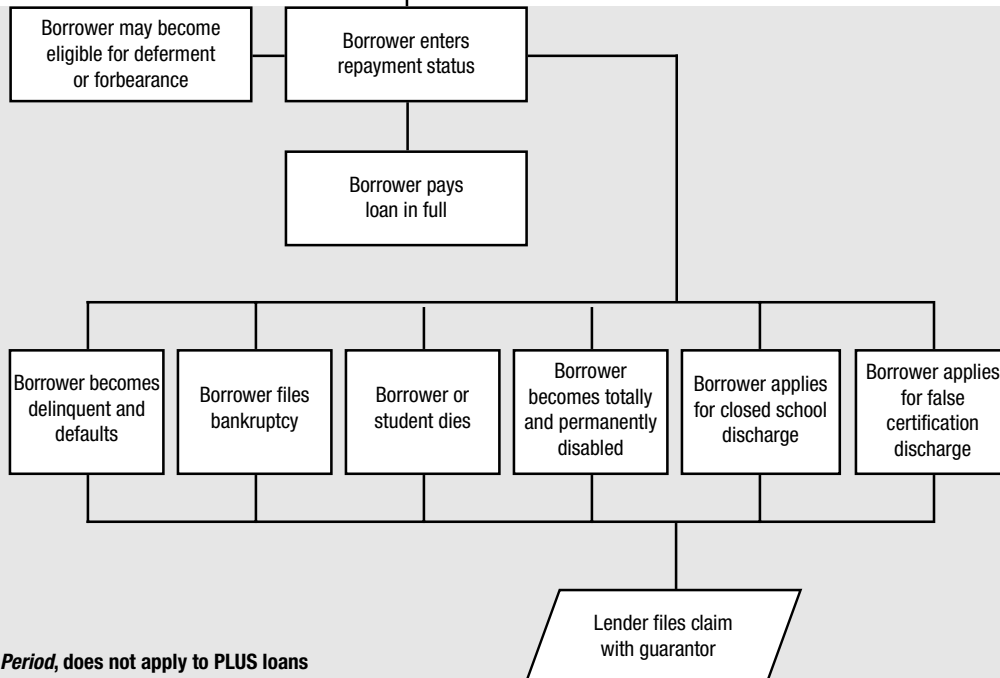 Borrower may become
eligible for deferment
or forbearance
Borrower enters
repayment status
Borrower pays
loan in full
Borrower becomes
delinquent and
defaults
Borrower files
bankruptcy
Borrower or
student dies
Borrower
becomes totally
and permanently
disabled
Borrower applies
for closed school
discharge
Borrower applies
for false
certification
discharge
Lender files claim
with guarantor
Period, does not apply to PLUS loans